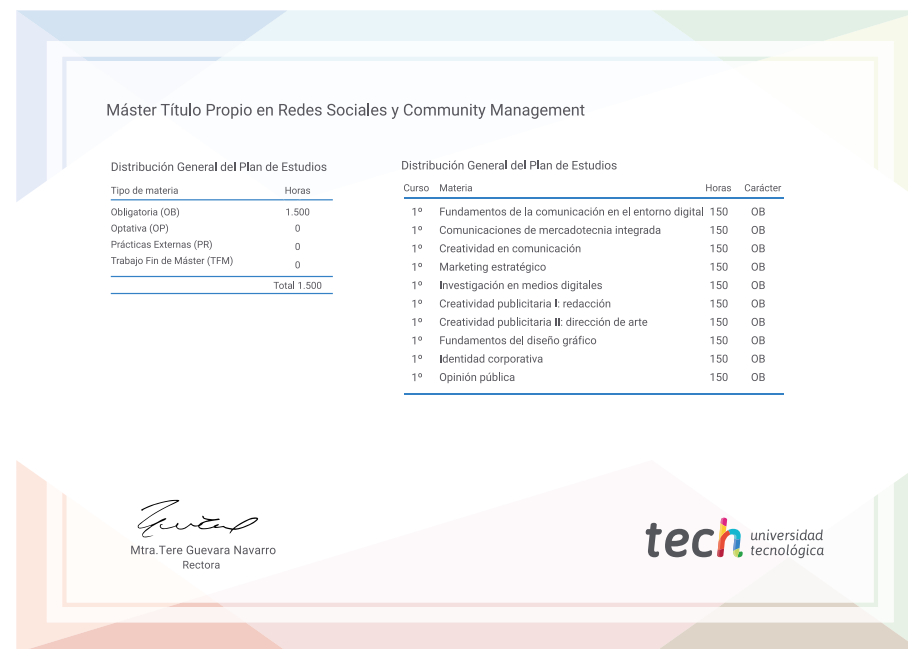 Máster Título Propio en Redes Sociales y Community Management
Distribución General del Plan de Estudios
Tipo de materia Horas
Obligatoria (OB) 1.500
Optativa (OP) 0
Prácticas Externas (PR) 0
Trabajo Fin de Máster (TFM) 0
Total 1.500
Distribución General del Plan de Estudios
Curso Materia Horas Carácter
1º Fundamentos de la comunicación en el entorno digital 150 OB
1º Comunicaciones de mercadotecnia integrada 150 OB
1º Creatividad en comunicación 150 OB
1º Marketing estratégico 150 OB
1º Investigación en medios digitales 150 OB
1º Creatividad publicitaria I: redacción 150 OB
1º Creatividad publicitaria II: dirección de arte 150 OB
1º Fundamentos del diseño gráfico 150 OB
1º Identidad corporativa 150 OB
1º Opinión pública 150 OB
Mtra.Tere Guevara Navarro
Rectora
tech universidad
tecnológica